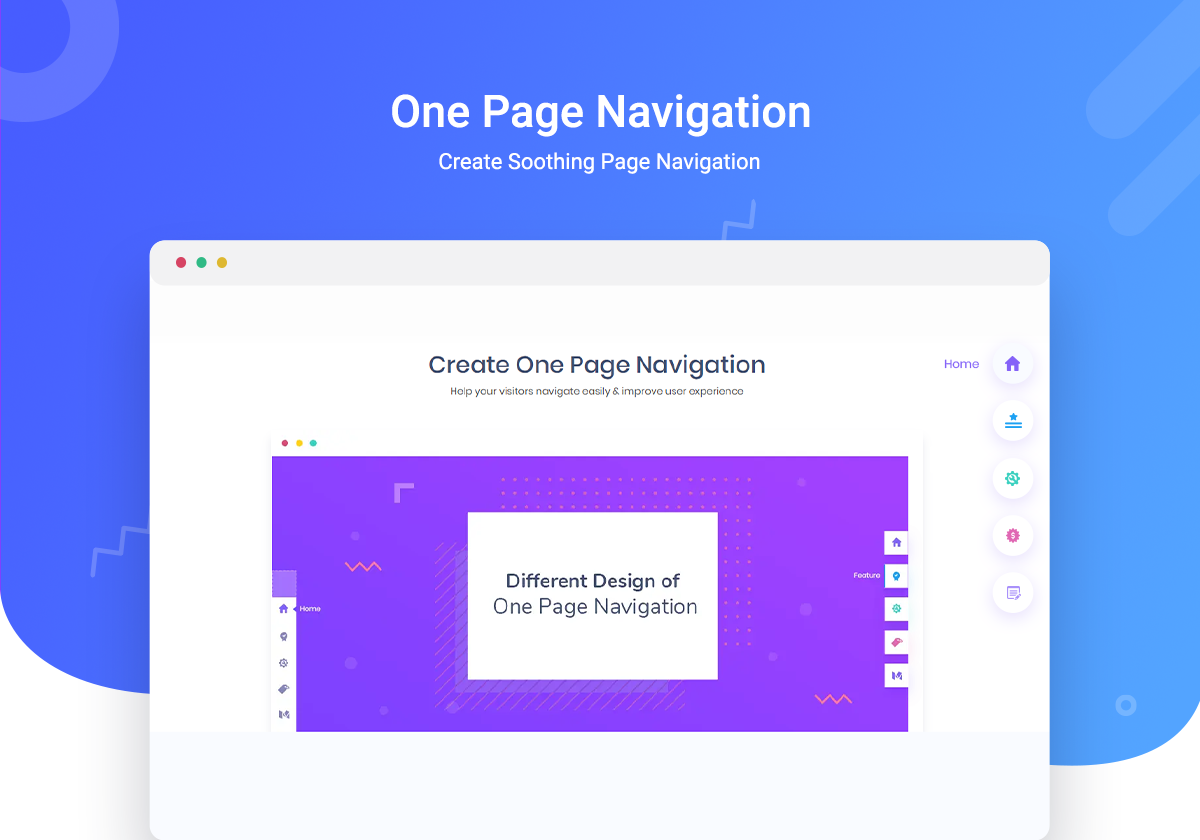 One Page Navigation
Create Soothing Page Navigation
Create One Page Navigation
Help your visitors navigate easily & improve user experience
Home
Different Design of
One Page Navigation
Feature
Home